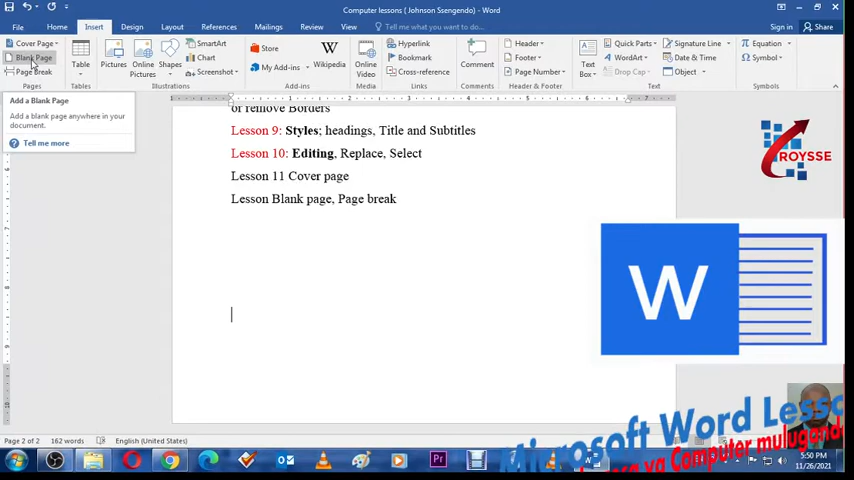 Computer lessons ( Johnson Ssengendo) - Word
File Home Insert Design Layout References Mailings Review View Tell me what you want to do... Sign in Share
Cover Page
Blank Page
Page Break
Pages
Table
Tables
Pictures
Online Pictures
Shapes
SmartArt
Chart
Screenshot
Illustrations
Store
My Add-ins
Wikipedia
Add-ins
Online Video
Media
Hyperlink
Bookmark
Cross-reference
Links
Comment
Comments
Header
Footer
Page Number
Header & Footer
Quick Parts
WordArt
Drop Cap
Signature Line
Date & Time
Object
Text
Equation
Symbol
Symbols
Add a Blank Page
Add a blank page anywhere in your
document.
Tell me more
or remove Borders
Lesson 9: Styles; headings, Title and Subtitles
Lesson 10: Editing, Replace, Select
Lesson 11 Cover page
Lesson Blank page, Page break
CROYSSE
W
Page 2 of 2 162 words English (United States)
Microsoft Word Lesso
ya Computer mulugand
5:50 PM
11/26/2021